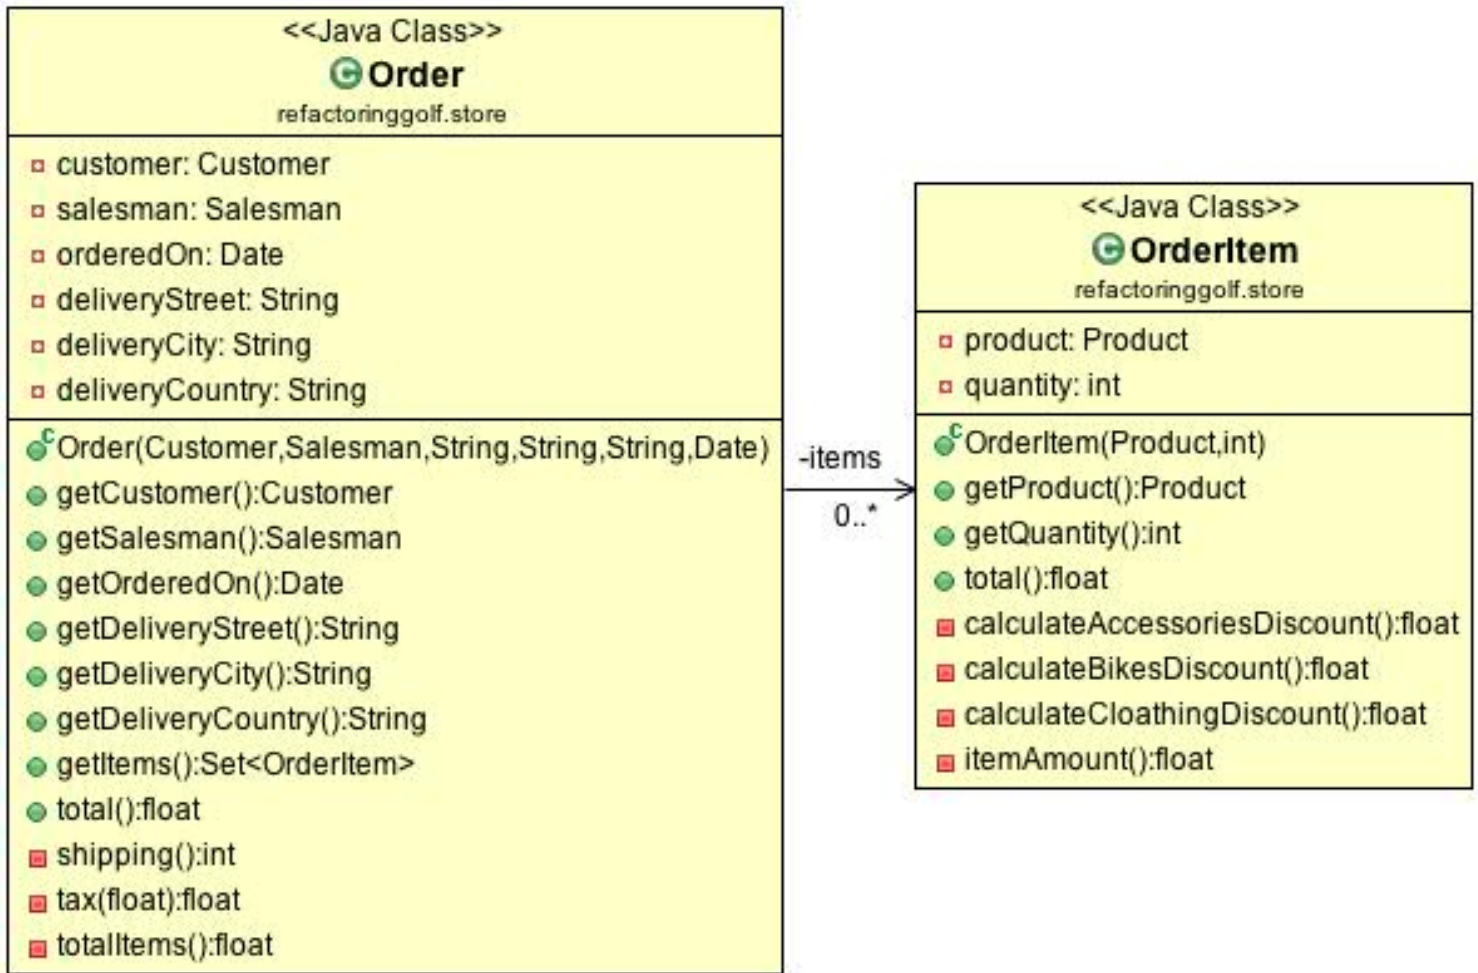 <<Java Class>>
C Order
refactoringgolf.store
customer: Customer
salesman: Salesman
orderedOn: Date
deliveryStreet: String
deliveryCity: String
deliveryCountry: String
C Order(Customer,Salesman,String,String,String,Date)
getCustomer():Customer
getSalesman():Salesman
getOrderedOn():Date
getDeliveryStreet():String
getDeliveryCity():String
getDeliveryCountry():String
getItems():Set<OrderItem>
total():float
shipping():int
tax(float):float
totalItems():float
-items
0..*
<<Java Class>>
C OrderItem
refactoringgolf.store
product: Product
quantity: int
C OrderItem(Product,int)
getProduct():Product
getQuantity():int
total():float
calculateAccessoriesDiscount():float
calculateBikesDiscount():float
calculateCloathingDiscount():float
itemAmount():float